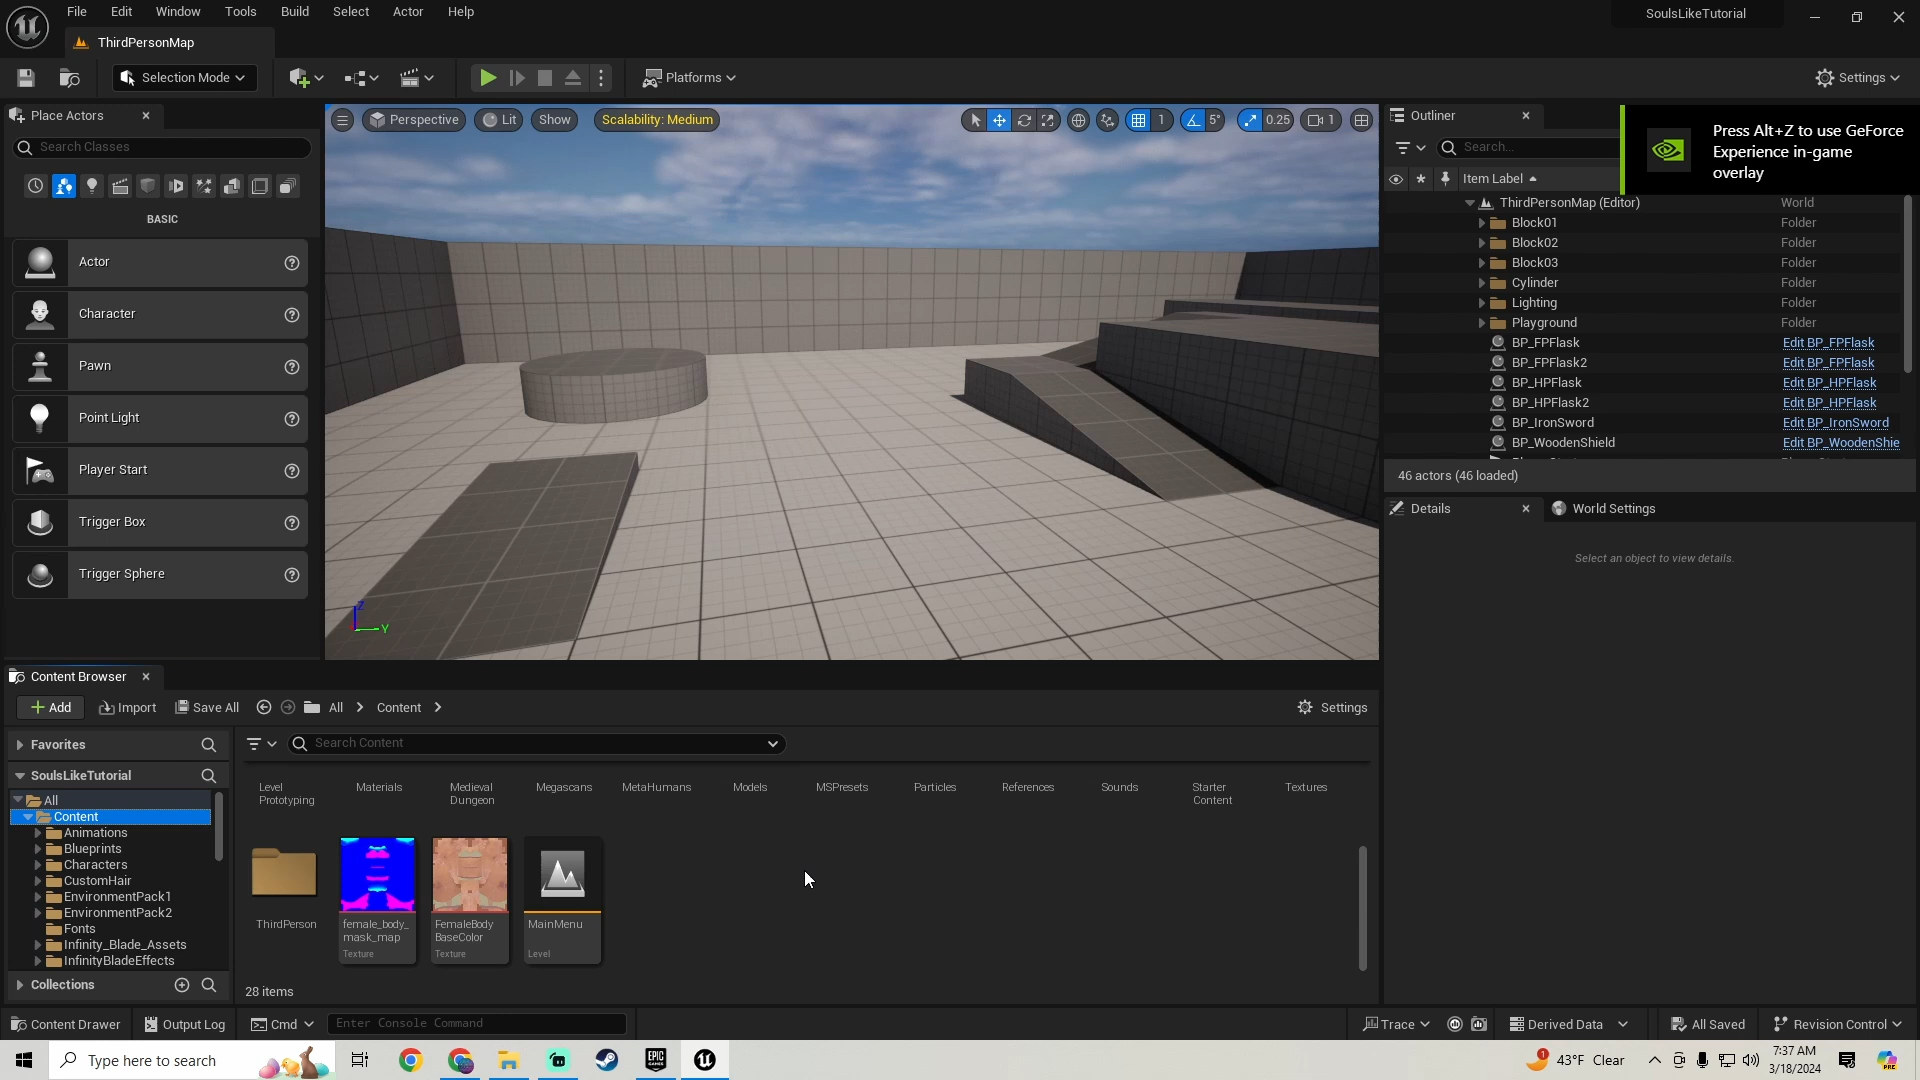 File Edit Window Tools Build Select Actor Help
SoulsLikeTutorial
ThirdPersonMap
Selection Mode
Platforms
Settings
Place Actors
Search Classes
BASIC
Actor
Character
Pawn
Point Light
Player Start
Trigger Box
Trigger Sphere
Perspective
Lit
Show
Scalability: Medium
1
5°
0.25
1
Z
Y
Outliner
Search...
Press Alt+Z to use GeForce
Experience in-game
overlay
Item Label
ThirdPersonMap (Editor) World
Block01 Folder
Block02 Folder
Block03 Folder
Cylinder Folder
Lighting Folder
Playground Folder
BP_FPFlask Edit BP_FPFlask
BP_FPFlask2 Edit BP_FPFlask
BP_HPFlask Edit BP_HPFlask
BP_HPFlask2 Edit BP_HPFlask
BP_IronSword Edit BP_IronSword
BP_WoodenShield Edit BP_WoodenShie
46 actors (46 loaded)
Details
World Settings
Select an object to view details.
Content Browser
Add
Import
Save All
All
Content
Settings
Favorites
Search Content
SoulsLikeTutorial
All
Content
Animations
Blueprints
Characters
CustomHair
EnvironmentPack1
EnvironmentPack2
Fonts
Infinity_Blade_Assets
InfinityBladeEffects
Collections
Level
Prototyping
Materials
Medieval
Dungeon
Megascans
MetaHumans
Models
MSPresets
Particles
References
Sounds
Starter
Content
Textures
ThirdPerson
female_body_
mask_map
Texture
FemaleBody
BaseColor
Texture
MainMenu
Level
28 items
Content Drawer
Output Log
Cmd
Enter Console Command
Trace
Derived Data
All Saved
Revision Control
Type here to search
EPIC
GAMES
1
43°F Clear
7:37 AM
3/18/2024
PRE